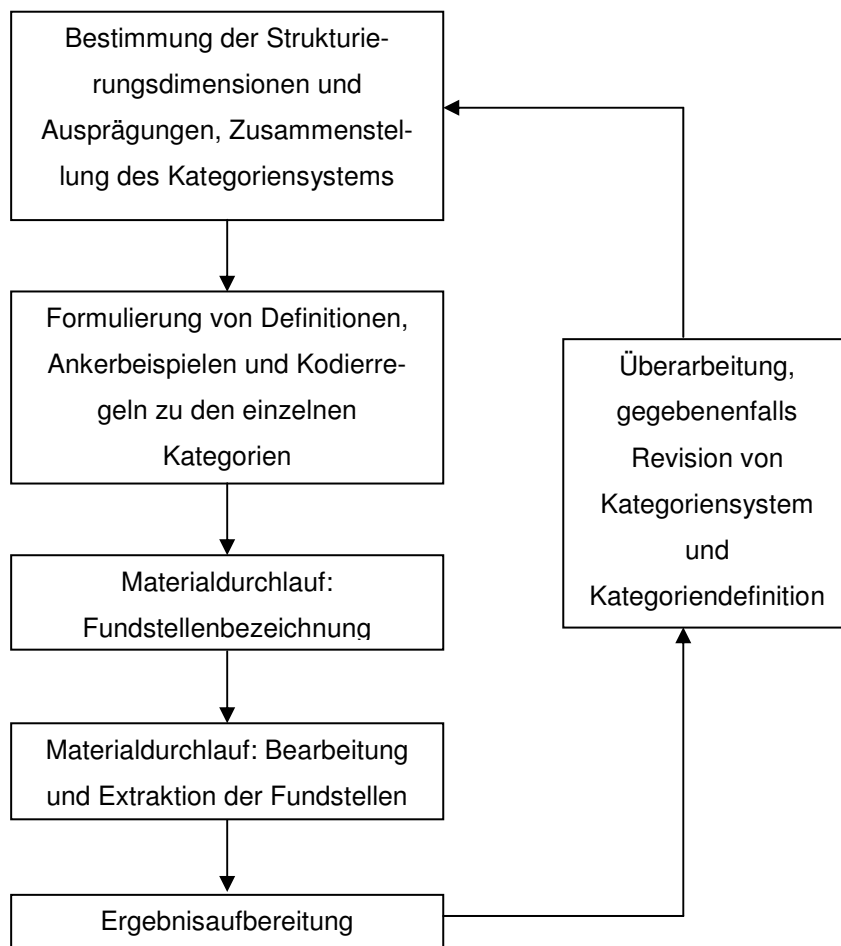 Bestimmung der Strukturie-
rungsdimensionen und
Ausprägungen, Zusammenstel-
lung des Kategoriensystems
Formulierung von Definitionen,
Ankerbeispielen und Kodierre-
geln zu den einzelnen
Kategorien
Materialdurchlauf:
Fundstellenbezeichnung
Materialdurchlauf: Bearbeitung
und Extraktion der Fundstellen
Ergebnisaufbereitung
Überarbeitung,
gegebenenfalls
Revision von
Kategoriensystem
und
Kategoriendefinition